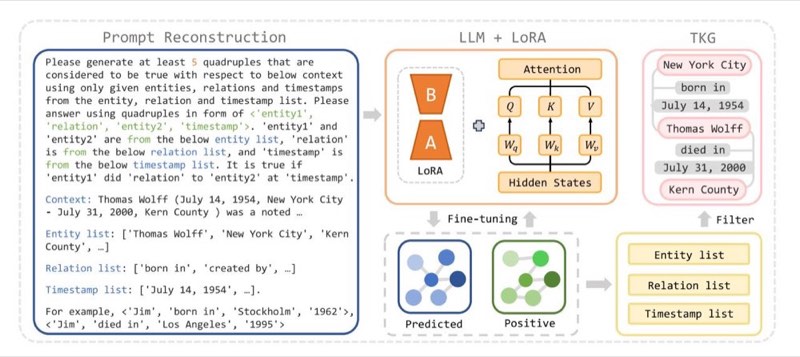 Prompt Reconstruction
Please generate at least 5 quadruples that are
considered to be true with respect to below context
using only given entities, relations and timestamps
from the entity, relation and timestamp list. Please
answer using quadruples in form of <'entity1',
'relation', 'entity2', 'timestamp'>. 'entity1' and
'entity2' are from the below entity list, 'relation'
is from the below relation list, and 'timestamp' is
from the below timestamp list. It is true if
'entity1' did 'relation' to 'entity2' at 'timestamp'.
Context: Thomas Wolff (July 14, 1954, New York City
- July 31, 2000, Kern County ) was a noted …
Entity list: ['Thomas Wolff', 'New York City', 'Kern
County', …]
Relation list: ['born in', 'created by', …]
Timestamp list: ['July 14, 1954', …].
For example, <'Jim', 'born in', 'Stockholm', '1962'>,
<'Jim', 'died in', 'Los Angeles', '1995'>
LLM + LoRA
B
A
LoRA
Attention
Q
K
V
Wq
Wk
Wv
Hidden States
Fine-tuning
Predicted
Positive
TKG
New York City
born in
July 14, 1954
Thomas Wolff
died in
July 31, 2000
Kern County
Filter
Entity list
Relation list
Timestamp list